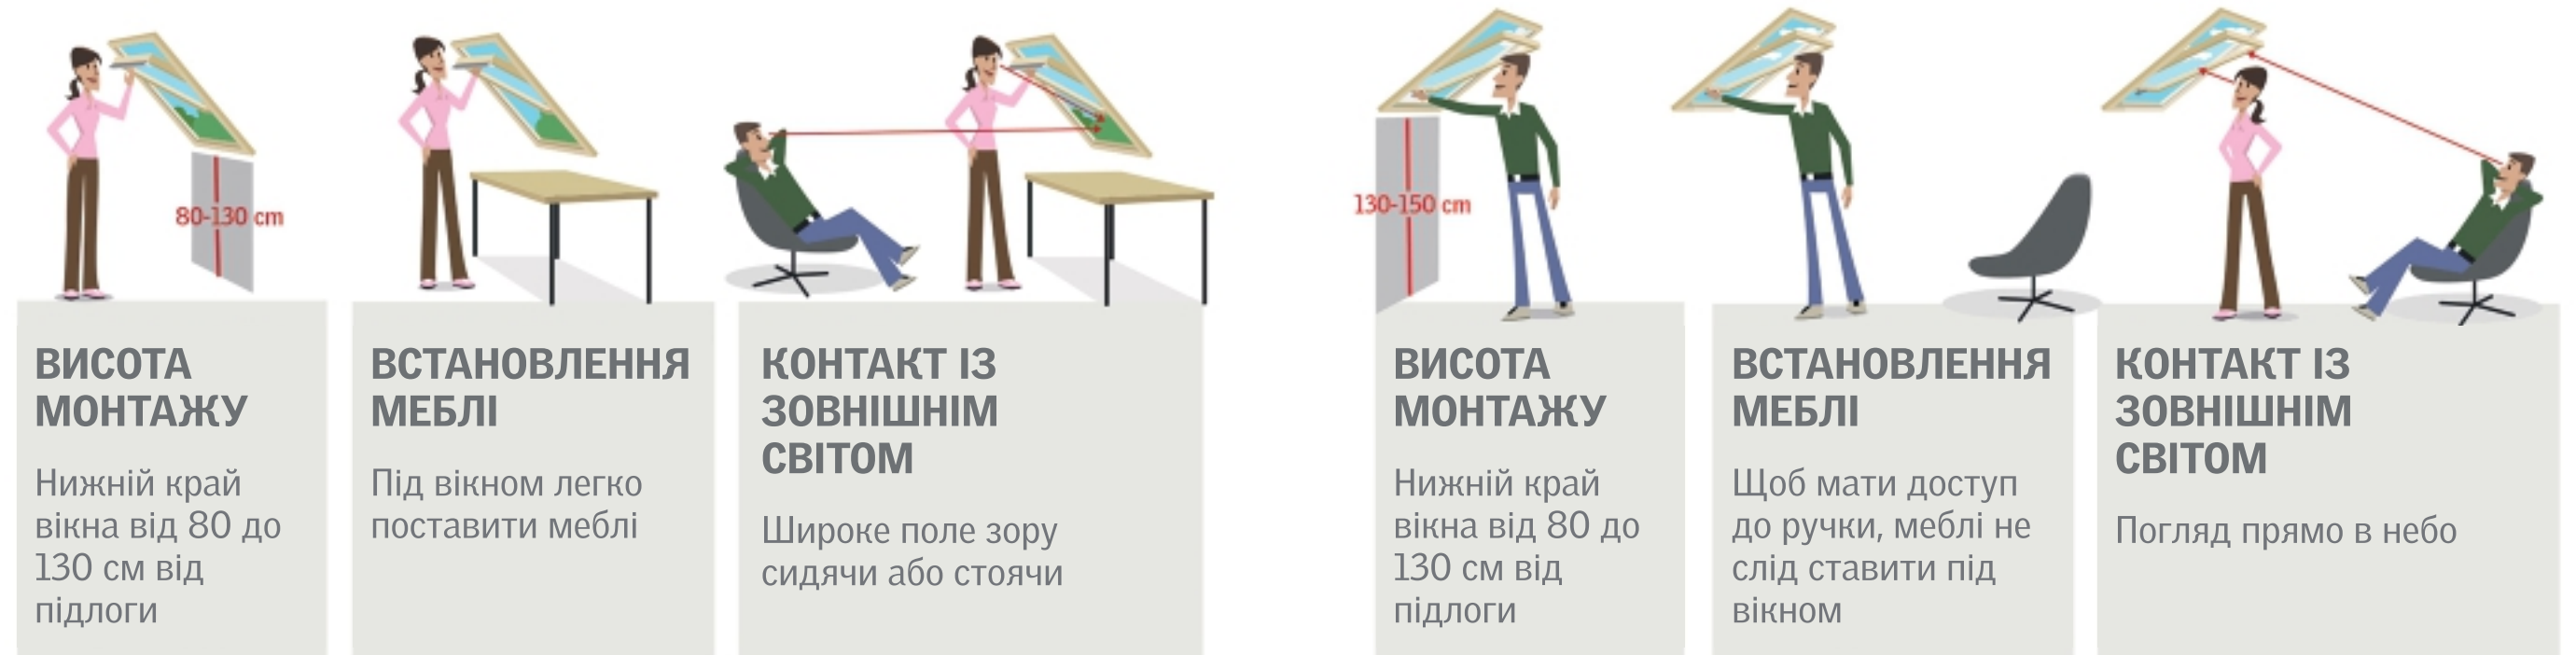 80-130 cm
ВИСОТА
МОНТАЖУ
Нижній край
вікна від 80 до
130 см від
підлоги
ВСТАНОВЛЕННЯ
МЕБЛІ
Під вікном легко
поставити меблі
КОНТАКТ ІЗ
ЗОВНІШНІМ
СВІТОМ
Широке поле зору
сидячи або стоячи
130-150 cm
ВИСОТА
МОНТАЖУ
Нижній край
вікна від 80 до
130 см від
підлоги
ВСТАНОВЛЕННЯ
МЕБЛІ
Щоб мати доступ
до ручки, меблі не
слід ставити під
вікном
КОНТАКТ ІЗ
ЗОВНІШНІМ
СВІТОМ
Погляд прямо в небо